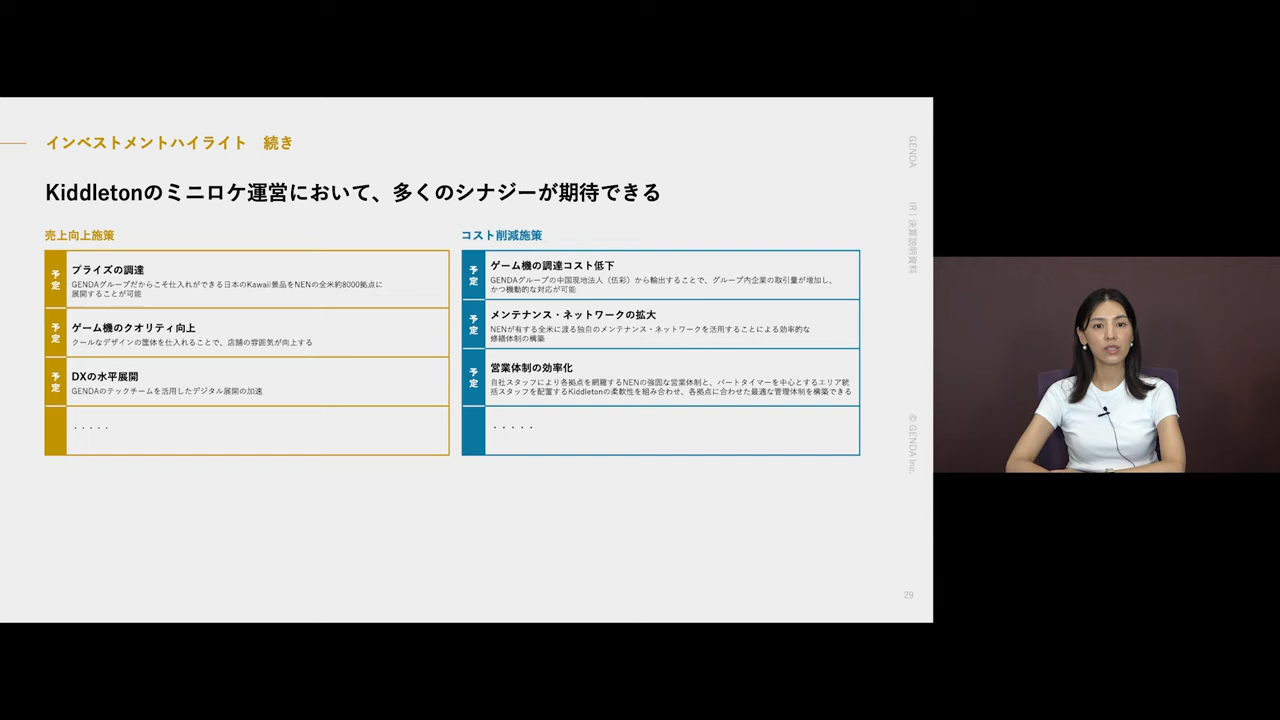 インベストメントハイライト 続き
Kiddletonのミニロケ運営において、多くのシナジーが期待できる
売上向上施策
予定
プライズの調達
GENDAグループだからこそ仕入れができる日本のKawaii景品をNENの全米約8000拠点に
展開することが可能
予定
ゲーム機のクオリティ向上
クールなデザインの筐体を仕入れることで、店舗の雰囲気が向上する
予定
DXの水平展開
GENDAのテックチームを活用したデジタル展開の加速
・・・・・
コスト削減施策
予定
ゲーム機の調達コスト低下
GENDAグループの中国現地法人（伍彩）から輸出することで、グループ内企業の取引量が増加し、
かつ機動的な対応が可能
予定
メンテナンス・ネットワークの拡大
NENが有する全米に渡る独自のメンテナンス・ネットワークを活用することによる効率的な
修繕体制の構築
予定
営業体制の効率化
自社スタッフにより各拠点を網羅するNENの強固な営業体制と、パートタイマーを中心とするエリア統
括スタッフを配置するKiddletonの柔軟性を組み合わせ、各拠点に合わせた最適な管理体制を構築できる
・・・・・
GENDA
IR | 決算説明資料
© GENDA Inc.
29